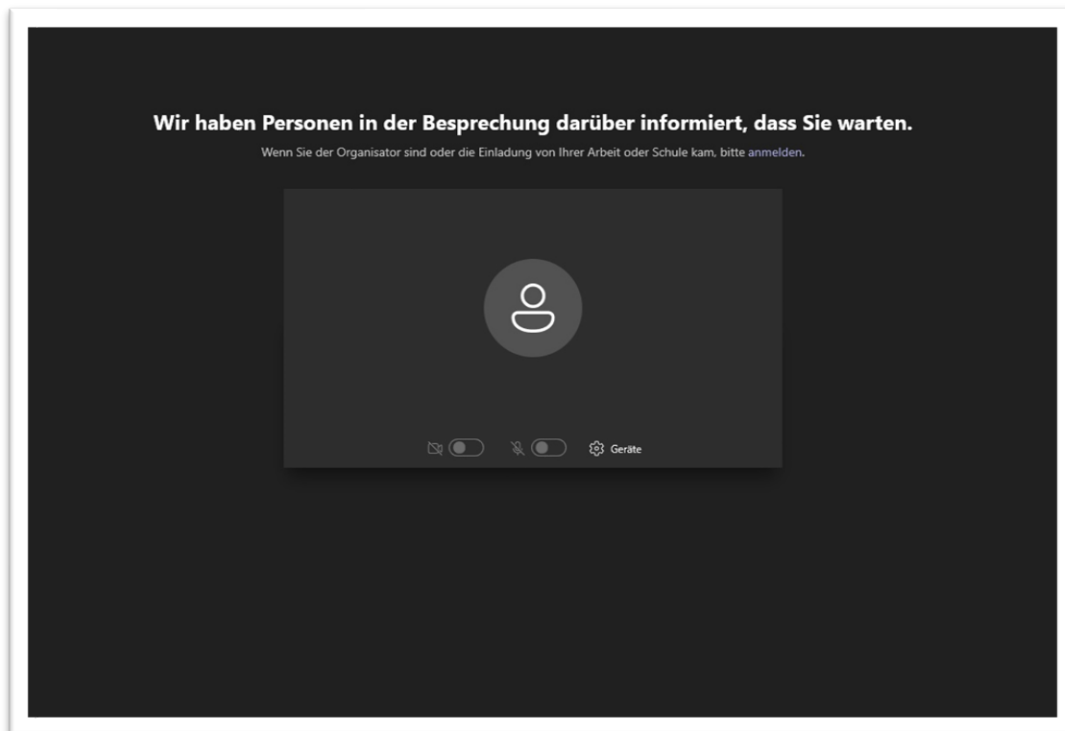 Wir haben Personen in der Besprechung darüber informiert, dass Sie warten.
Wenn Sie der Organisator sind oder die Einladung von Ihrer Arbeit oder Schule kam, bitte anmelden.
Geräte